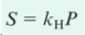 S = k_H P